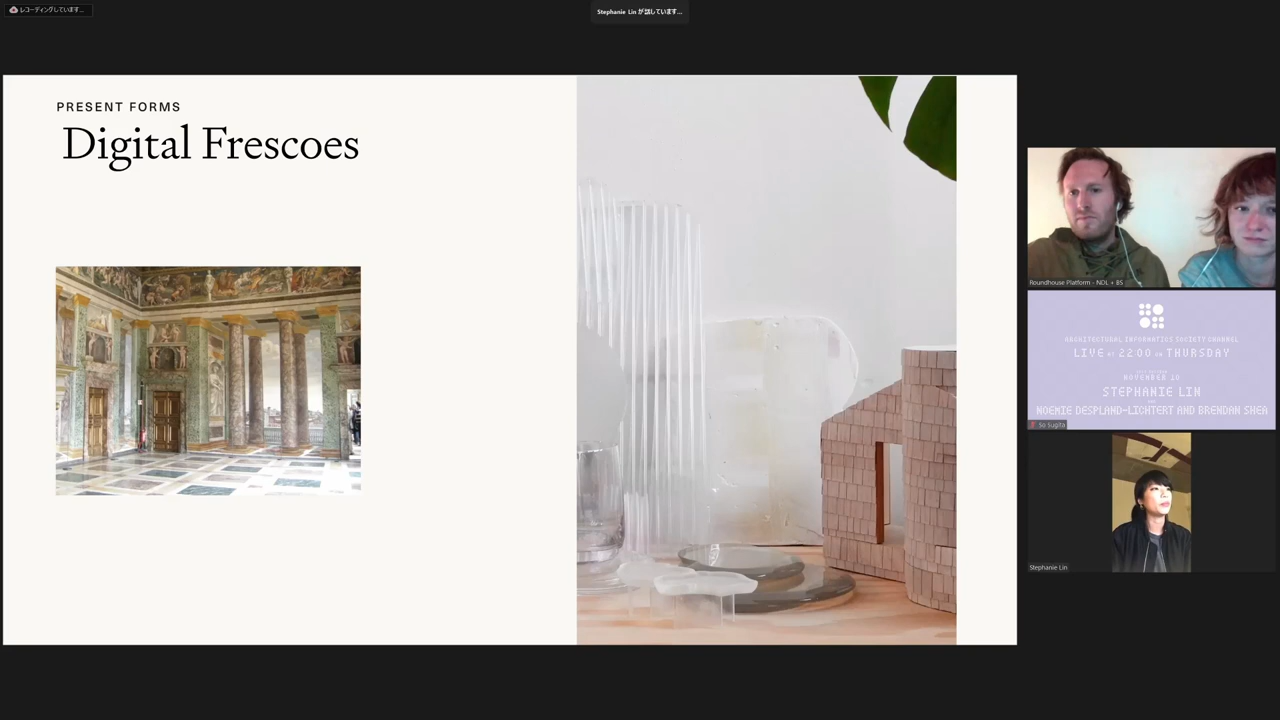 レコーディングしています...
Stephanie Lin が話しています...
PRESENT FORMS
Digital Frescoes
Roundhouse Platform - NDL + BS
ARCHITECTURAL INFORMATICS SOCIETY CHANNEL
LIVE AT 22:00 ON THURSDAY
NOVEMBER 10
STEPHANIE LIN
NOEMIE DESPLAND-LICHTERT AND BRENDAN SHEA
So Sugita
Stephanie Lin